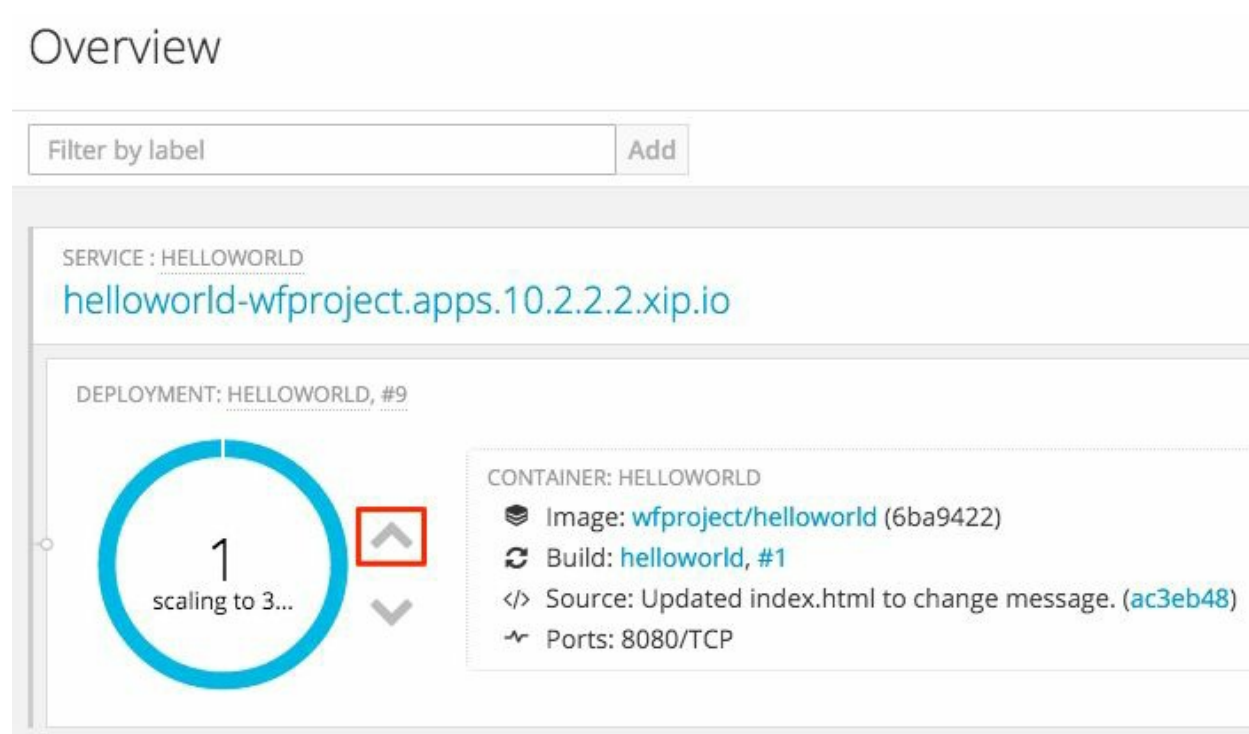 Overview
Filter by label
Add
SERVICE : HELLOWORLD
helloworld-wfproject.apps.10.2.2.2.xip.io
DEPLOYMENT: HELLOWORLD, #9
1
scaling to 3...
CONTAINER: HELLOWORLD
Image: wfproject/helloworld (6ba9422)
Build: helloworld, #1
</> Source: Updated index.html to change message. (ac3eb48)
Ports: 8080/TCP